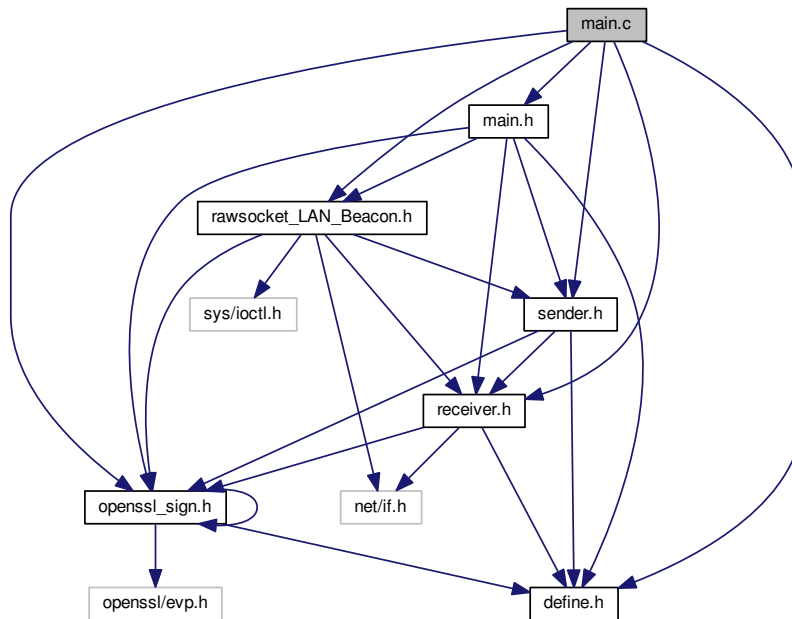 main.c
main.h
rawsocket_LAN_Beacon.h
sys/ioctl.h
sender.h
receiver.h
openssl_sign.h
net/if.h
openssl/evp.h
define.h